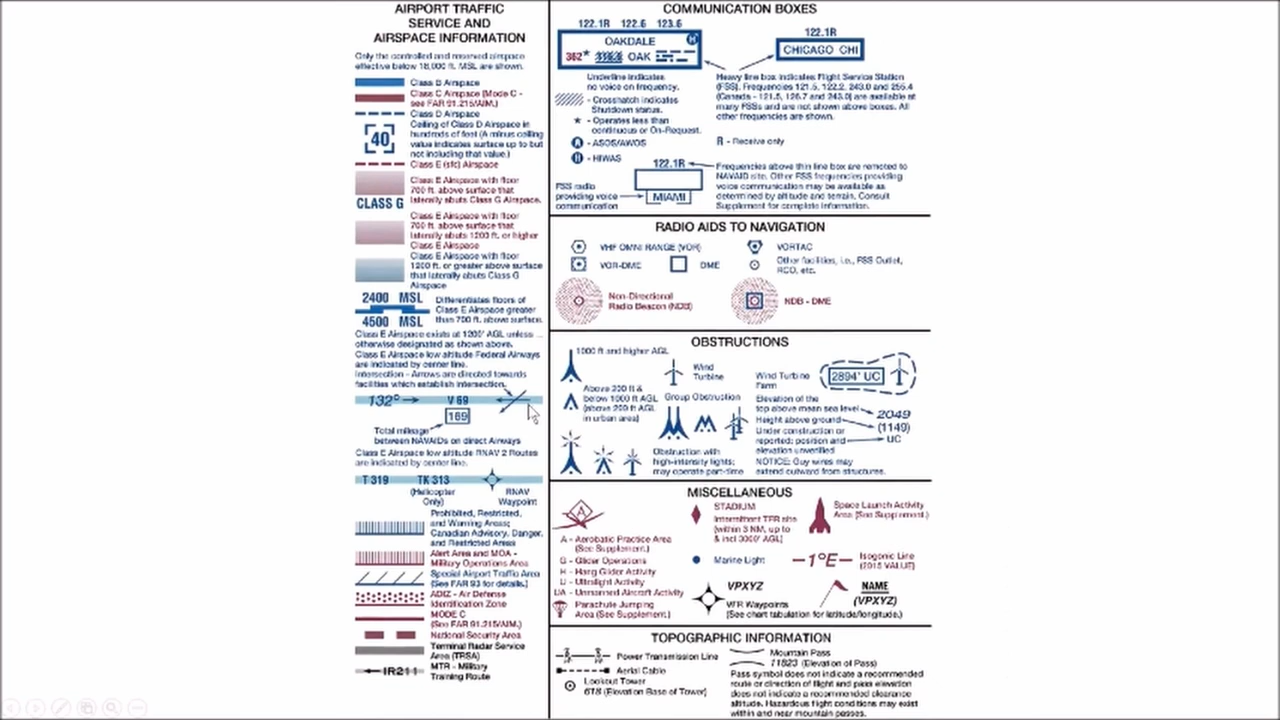 AIRPORT TRAFFIC
SERVICE AND
AIRSPACE INFORMATION
Only the controlled and reserved airspace
effective below 18,000 ft. MSL are shown.
Class B Airspace
Class C Airspace (Mode C -
see FAR 91.215/AIM.)
Class D Airspace
40
Ceiling of Class D Airspace in
hundreds of feet (A minus ceiling
value indicates surface up to but
not including that value.)
Class E (sfc) Airspace
Class E Airspace with floor
700 ft. above surface that
laterally abuts Class G Airspace.
CLASS G
Class E Airspace with floor
700 ft. above surface that
laterally abuts 1200 ft. or higher
Class E Airspace
Class E Airspace with floor
1200 ft. or greater above surface
that laterally abuts Class G
Airspace
2400 MSL
4500 MSL
Differentiates floors of
Class E Airspace greater
than 700 ft. above surface.
Class E Airspace exists at 1200' AGL unless ...
otherwise designated as shown above.
Class E Airspace low altitude Federal Airways
are indicated by center line.
Intersection - Arrows are directed towards
facilities which establish intersection.
132° V 69
169
Total mileage
between NAVAIDs on direct Airways
Class E Airspace low altitude RNAV 2 Routes
are indicated by center line.
T 319 TK 313
(Helicopter
Only)
RNAV
Waypoint
Prohibited, Restricted,
and Warning Areas;
Canadian Advisory, Danger,
and Restricted Areas
Alert Area and MOA -
Military Operations Area
Special Airport Traffic Area
(See FAR 93 for details.)
ADIZ - Air Defense
Identification Zone
MODE C
(See FAR 91.215/AIM.)
National Security Area
Terminal Radar Service
Area (TRSA)
IR211
MTR - Military
Training Route
COMMUNICATION BOXES
122.1R 122.6 123.6
OAKDALE H
382* OAK
122.1R
CHICAGO CHI
Underline indicates
no voice on frequency.
- Crosshatch indicates
Shutdown status.
* - Operates less than
continuous or On-Request.
A - ASOS/AWOS
H - HIWAS
Heavy line box indicates Flight Service Station
(FSS). Frequencies 121.5, 122.2, 243.0 and 255.4
(Canada - 121.5, 126.7 and 243.0) are available at
many FSSs and are not shown above boxes. All
other frequencies are shown.
R - Receive only
122.1R
MIAMI
FSS radio
providing voice
communication
Frequencies above thin line box are remoted to
NAVAID site. Other FSS frequencies providing
voice communication may be available as
determined by altitude and terrain. Consult
Supplement for complete information.
RADIO AIDS TO NAVIGATION
VHF OMNI RANGE (VOR)
VORTAC
VOR-DME
DME
Other facilities, i.e., FSS Outlet,
RCO, etc.
Non-Directional
Radio Beacon (NDB)
NDB - DME
OBSTRUCTIONS
1000 ft and higher AGL
Above 200 ft &
below 1000 ft AGL
(above 200 ft AGL
in urban area)
Wind
Turbine
Group Obstruction
Obstruction with
high-intensity lights;
may operate part-time
Wind Turbine
Farm
2894' UC
Elevation of the
top above mean sea level
Height above ground
Under construction or
reported; position and
elevation unverified
2049
(1149)
UC
NOTICE: Guy wires may
extend outward from structures.
MISCELLANEOUS
A
A - Aerobatic Practice Area
(See Supplement.)
G - Glider Operations
H - Hang Glider Activity
U - Ultralight Activity
UA - Unmanned Aircraft Activity
Parachute Jumping
Area (See Supplement.)
STADIUM
Intermittent TFR site
(within 3 NM, up to
& incl 3000' AGL)
Marine Light
VPXYZ
VFR Waypoints
(See chart tabulation for latitude/longitude.)
Space Launch Activity
Area (See Supplement.)
1°E
Isogonic Line
(2015 VALUE)
NAME
(VPXYZ)
TOPOGRAPHIC INFORMATION
Power Transmission Line
Aerial Cable
Lookout Tower
618 (Elevation Base of Tower)
Mountain Pass
11823 (Elevation of Pass)
Pass symbol does not indicate a recommended
route or direction of flight and pass elevation
does not indicate a recommended clearance
altitude. Hazardous flight conditions may exist
within and near mountain passes.